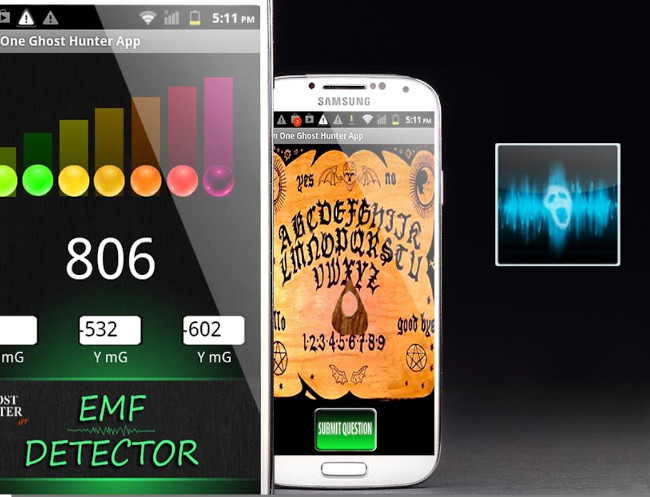 5:11 PM
One Ghost Hunter App
806
-532
-602
mG
Y mG
Y mG
EMF
DETECTOR
SAMSUNG
5:11 PM
n One Ghost Hunter App
yes
no
ABCDEFGHIJK
LMNOPQRSTU
VWXYZ
good bye
1·2·3·4·5·6·7·8·9
SUBMIT QUESTION